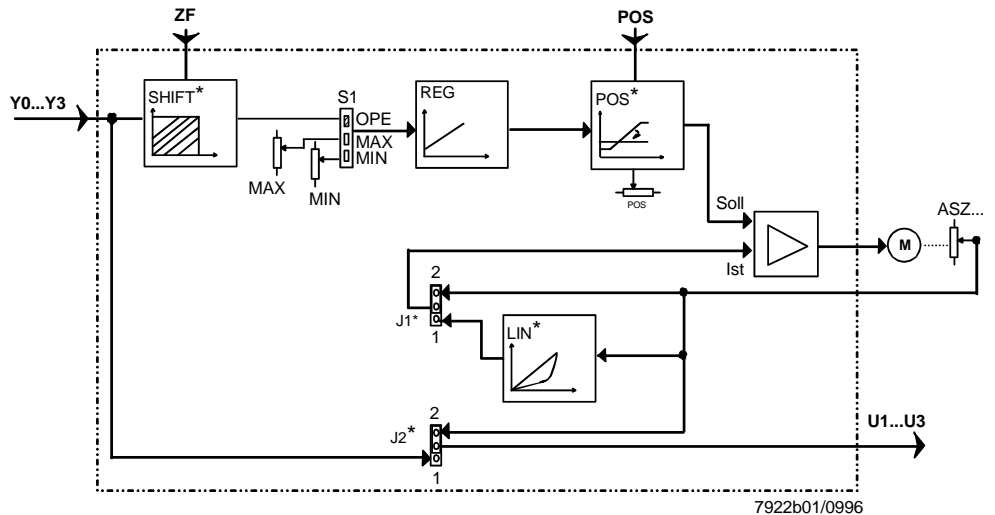 ZF
POS
Y0...Y3
SHIFT*
S1
OPE
MAX
MIN
MAX
MIN
REG
POS*
POS
Soll
Ist
M
ASZ...
2
J1*
1
LIN*
2
J2*
1
U1...U3
7922b01/0996